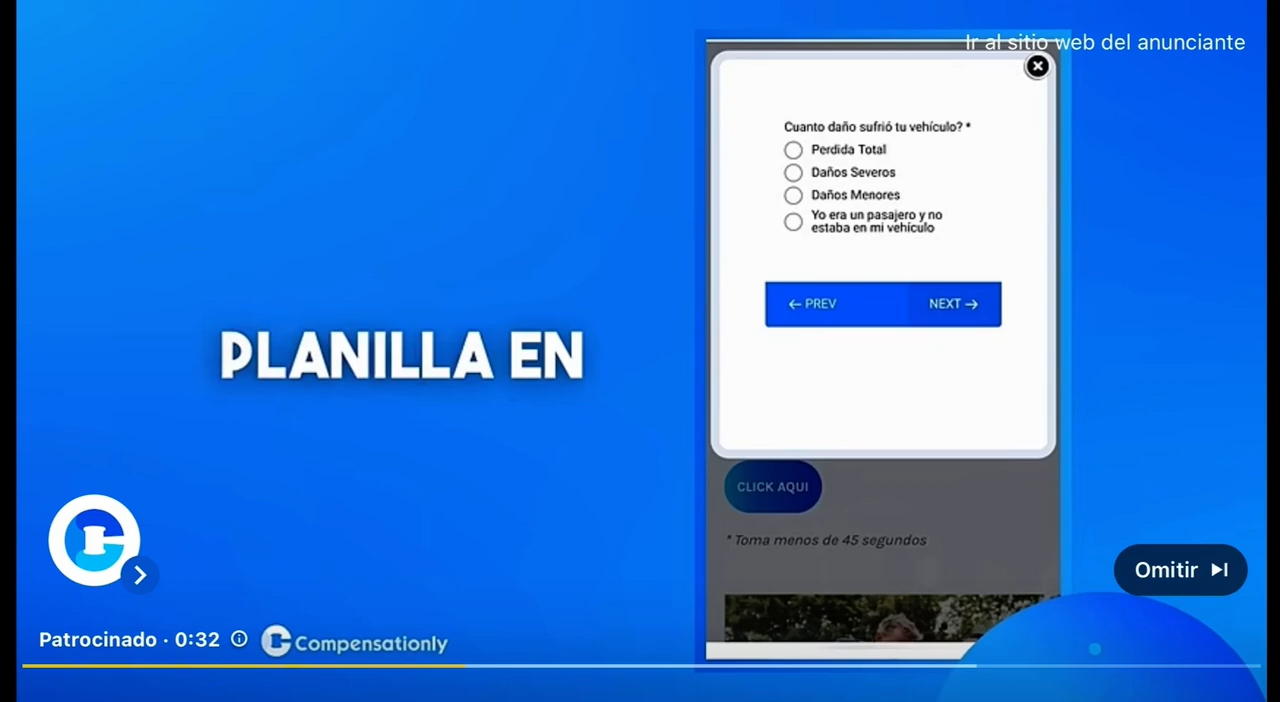 Ir al sitio web del anunciante
Cuanto daño sufrió tu vehículo? *
Perdida Total
Daños Severos
Daños Menores
Yo era un pasajero y no
estaba en mi vehículo
← PREV
NEXT →
PLANILLA EN
CLICK AQUI
* Toma menos de 45 segundos
Omitir
Patrocinado · 0:32
Compensationly